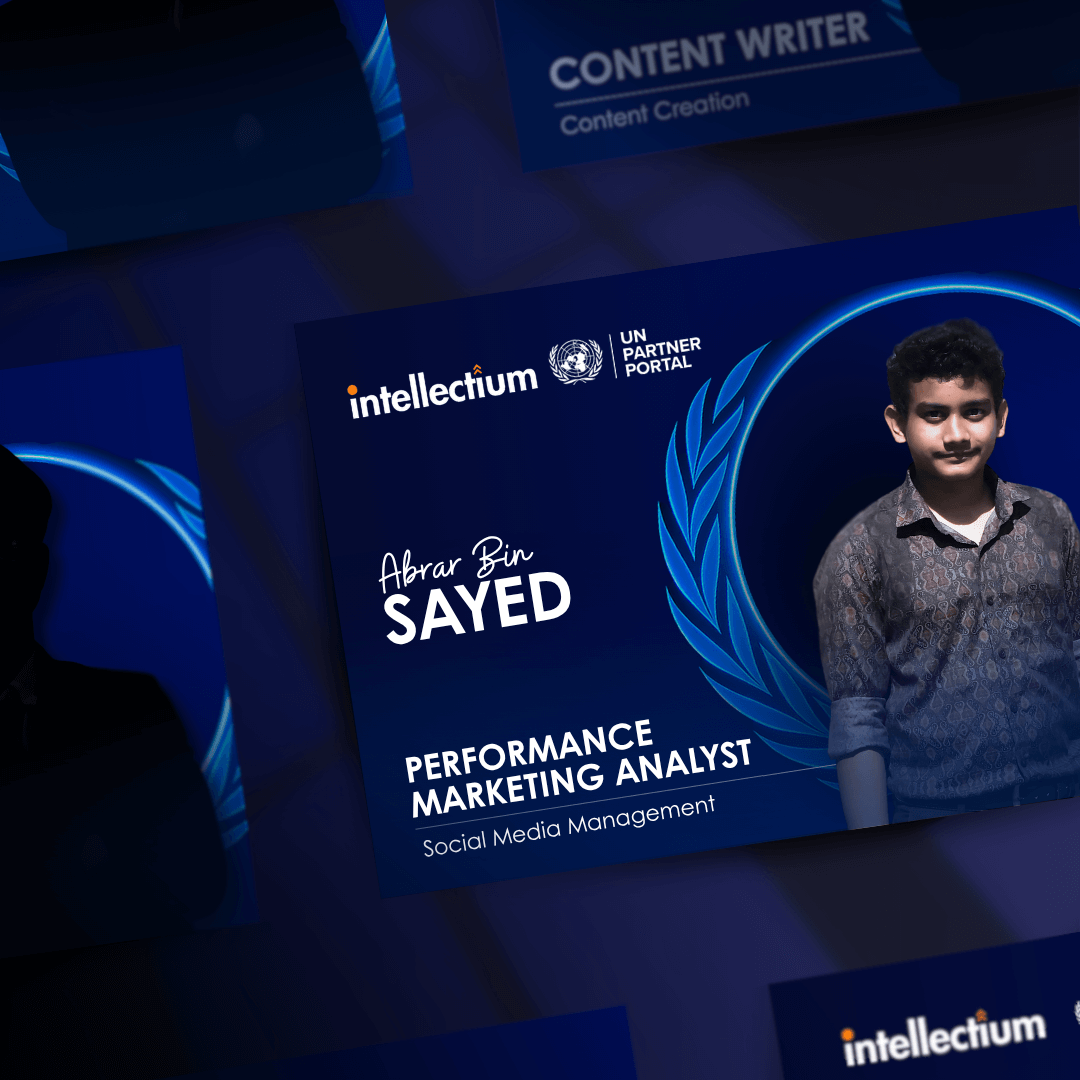 CONTENT WRITER
Content Creation
intellectium
UN
PARTNER
PORTAL
Abrar Bin
SAYED
PERFORMANCE
MARKETING ANALYST
Social Media Management
intellectium